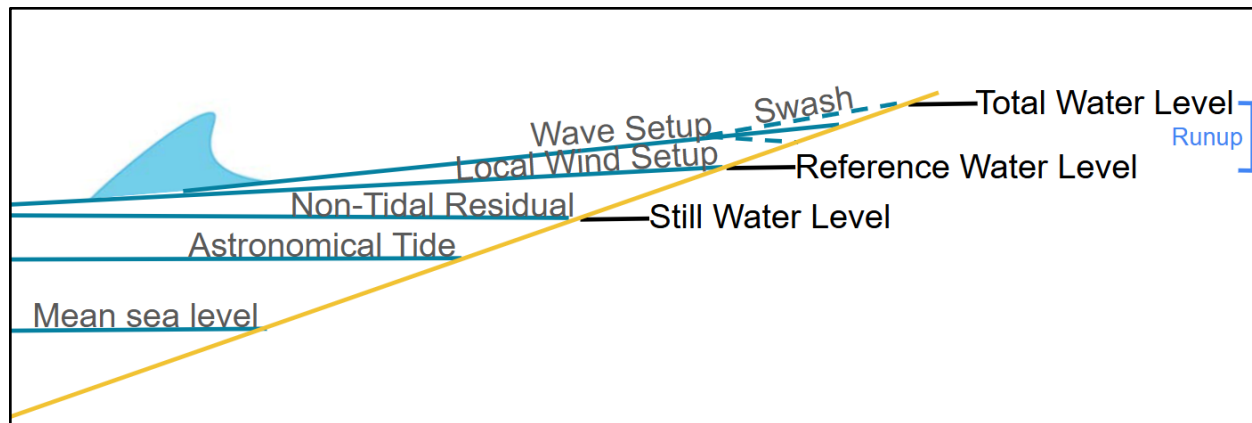 Swash
Total Water Level
Runup
Wave Setup
Local Wind Setup
Reference Water Level
Non-Tidal Residual
Still Water Level
Astronomical Tide
Mean sea level